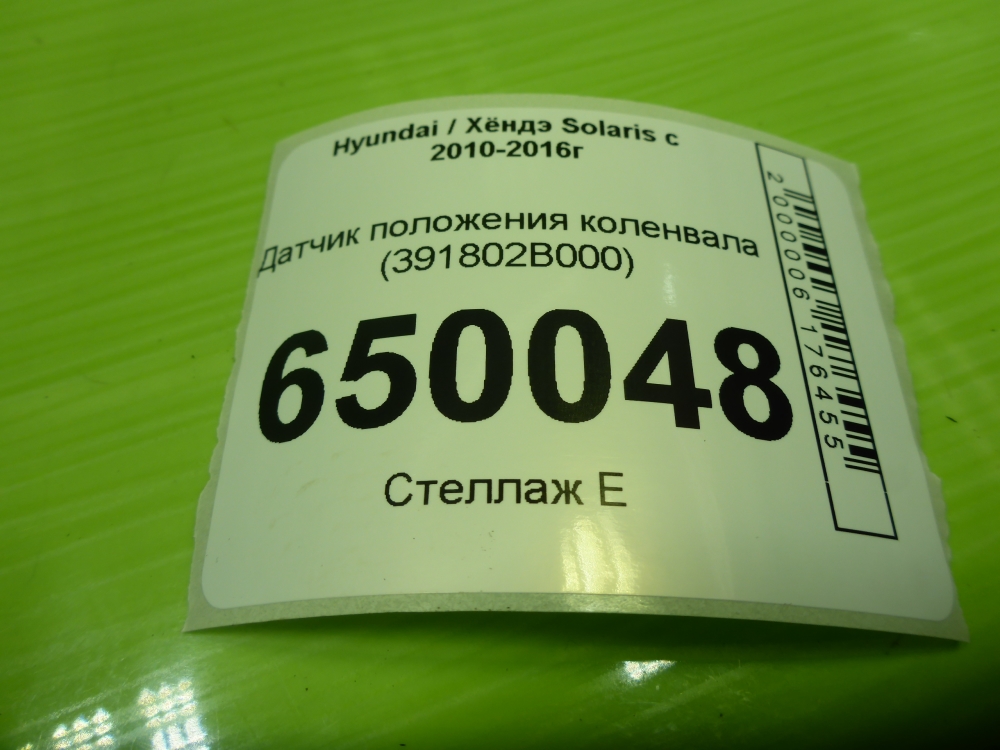 Hyundai / Хёндэ Solaris с
2010-2016г
Датчик положения коленвала
(391802B000)
650048
Стеллаж Е
2000006176455